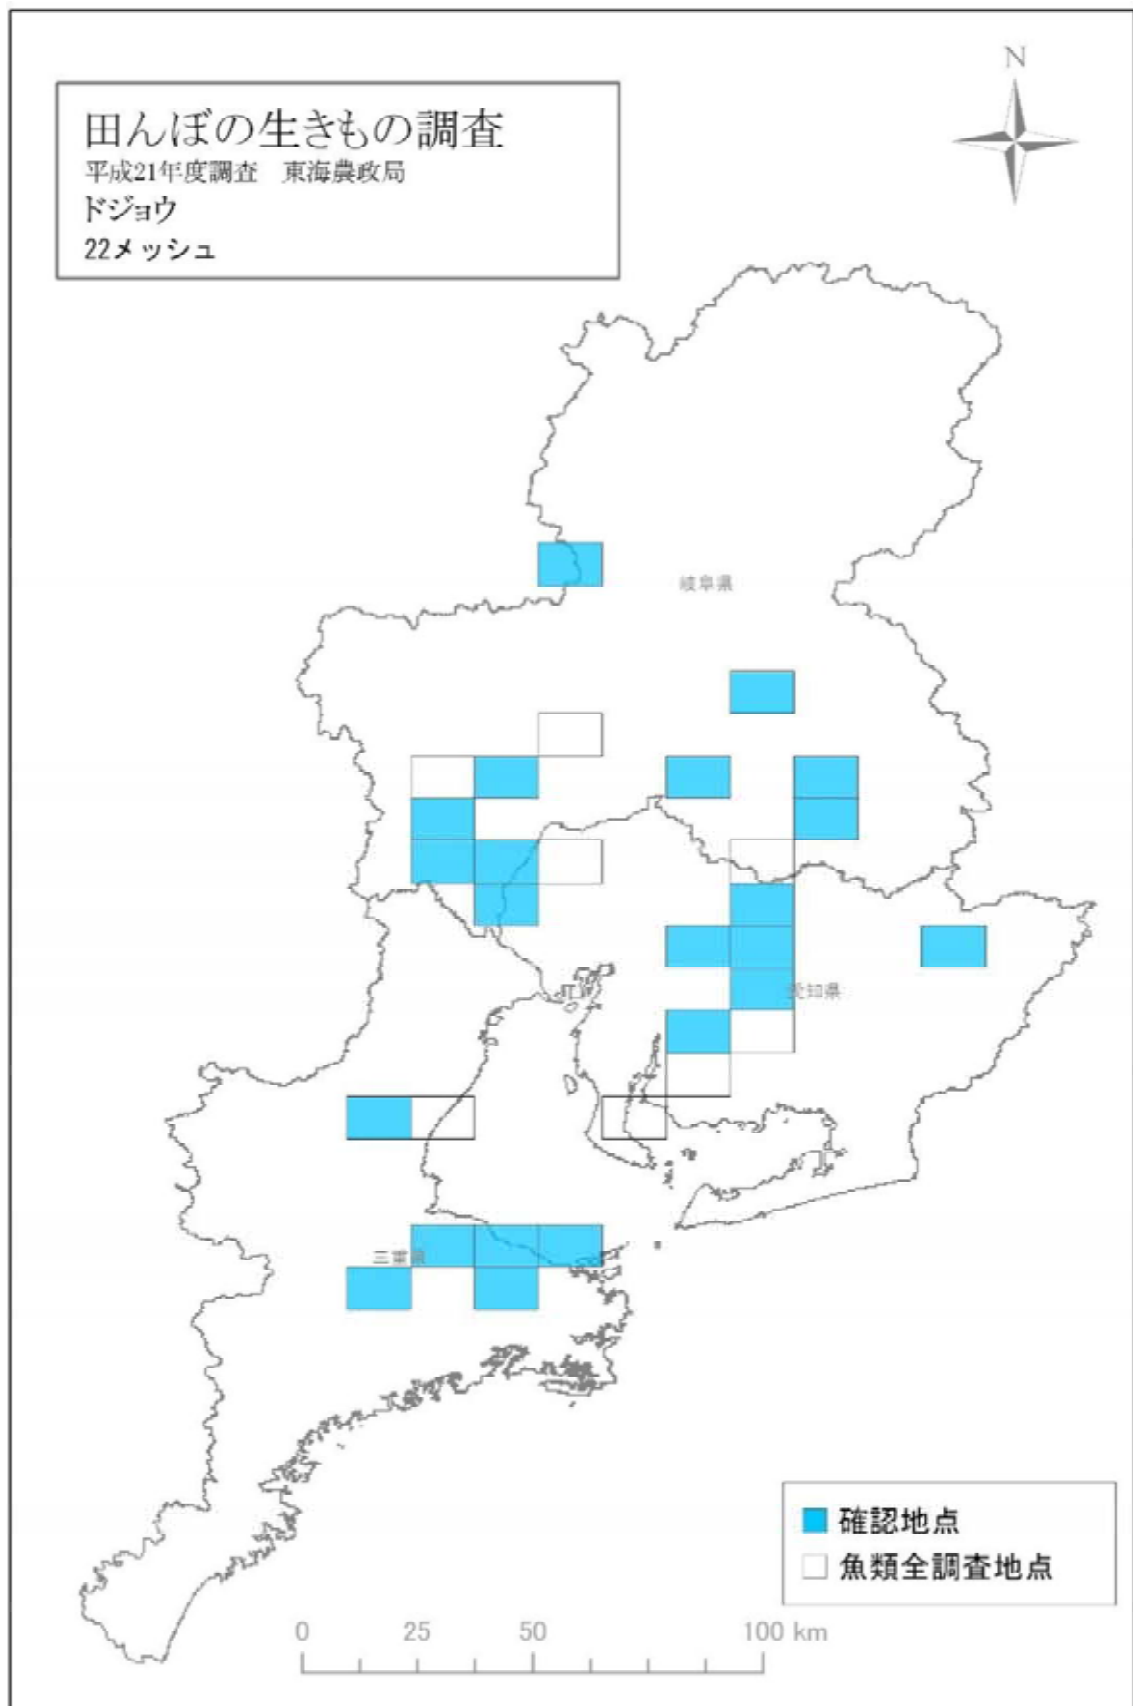 N
田んぼの生きもの調査
平成21年度調査　東海農政局
ドジョウ
22メッシュ
岐阜県
愛知県
三重県
確認地点
魚類全調査地点
0 25 50 100 km